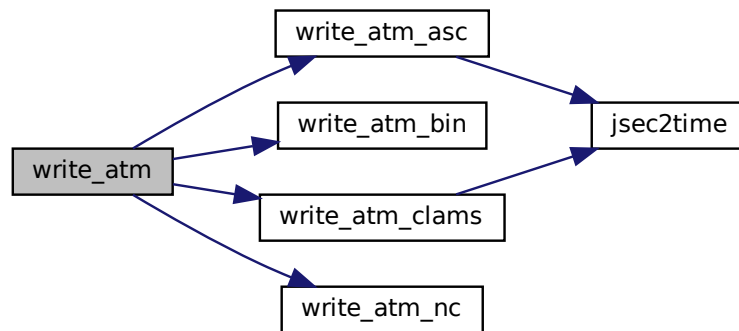 write_atm
write_atm_asc
write_atm_bin
write_atm_clams
write_atm_nc
jsec2time